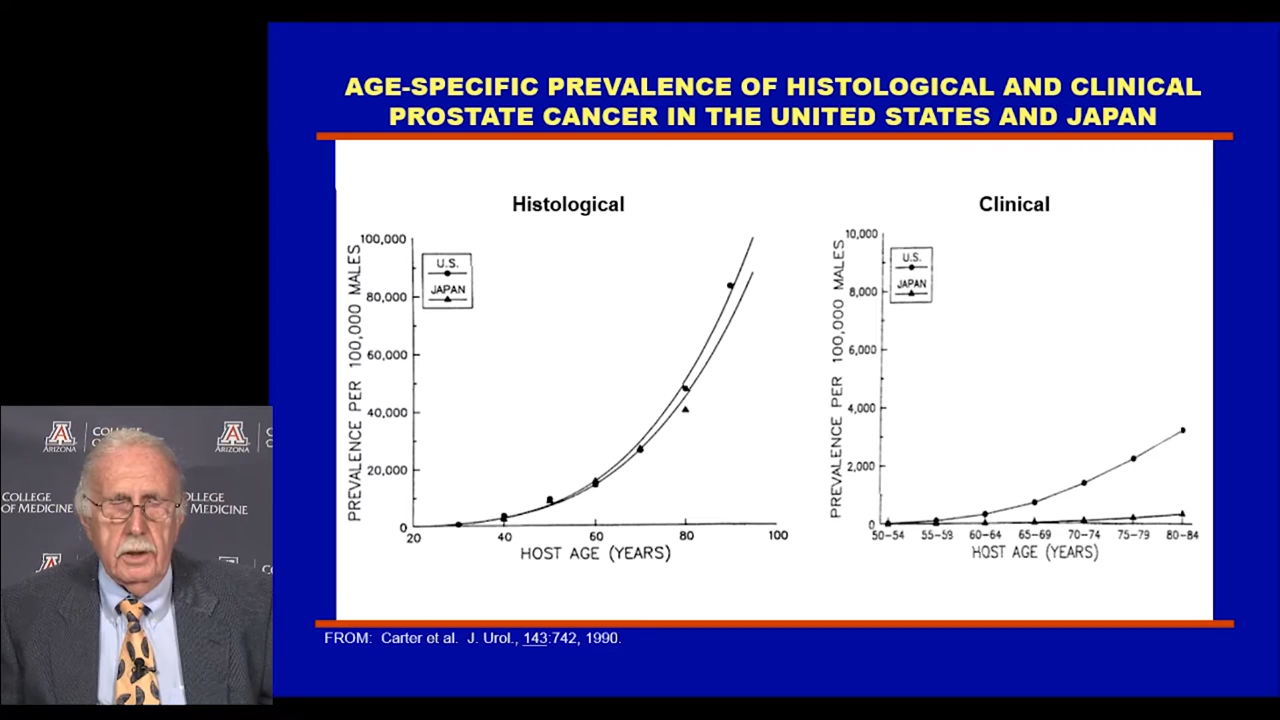 AGE-SPECIFIC PREVALENCE OF HISTOLOGICAL AND CLINICAL
PROSTATE CANCER IN THE UNITED STATES AND JAPAN
Histological
PREVALENCE PER 100,000 MALES
100,000
80,000
60,000
40,000
20,000
0
U.S.
JAPAN
20
40
60
80
100
HOST AGE (YEARS)
Clinical
PREVALENCE PER 100,000 MALES
10,000
8,000
6,000
4,000
2,000
0
U.S.
JAPAN
50-54
55-59
60-64
65-69
70-74
75-79
80-84
HOST AGE (YEARS)
FROM: Carter et al. J. Urol., 143:742, 1990.
A
ARIZONA
A
ARIZONA
COLLEGE
OF MEDICINE
COLLEGE
OF MEDICINE